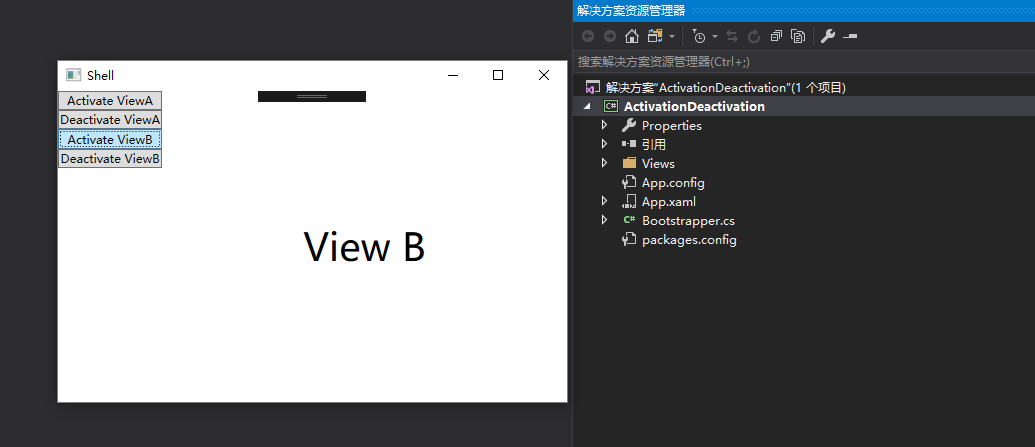 Shell
Activate ViewA
Deactivate ViewA
Activate ViewB
Deactivate ViewB
View B
解决方案资源管理器
搜索解决方案资源管理器(Ctrl+;)
解决方案"ActivationDeactivation"(1 个项目)
C# ActivationDeactivation
Properties
引用
Views
App.config
App.xaml
C# Bootstrapper.cs
packages.config